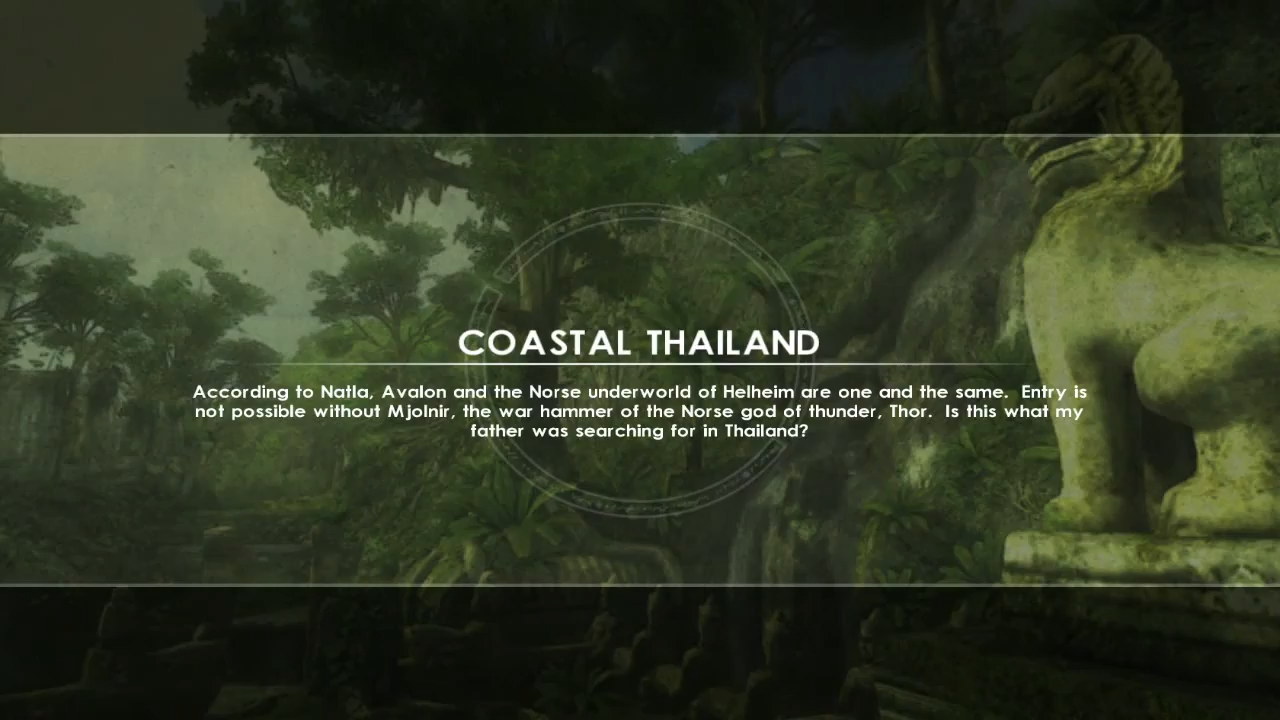 COASTAL THAILAND
According to Natla, Avalon and the Norse underworld of Helheim are one and the same.  Entry is
not possible without Mjolnir, the war hammer of the Norse god of thunder, Thor.  Is this what my
father was searching for in Thailand?